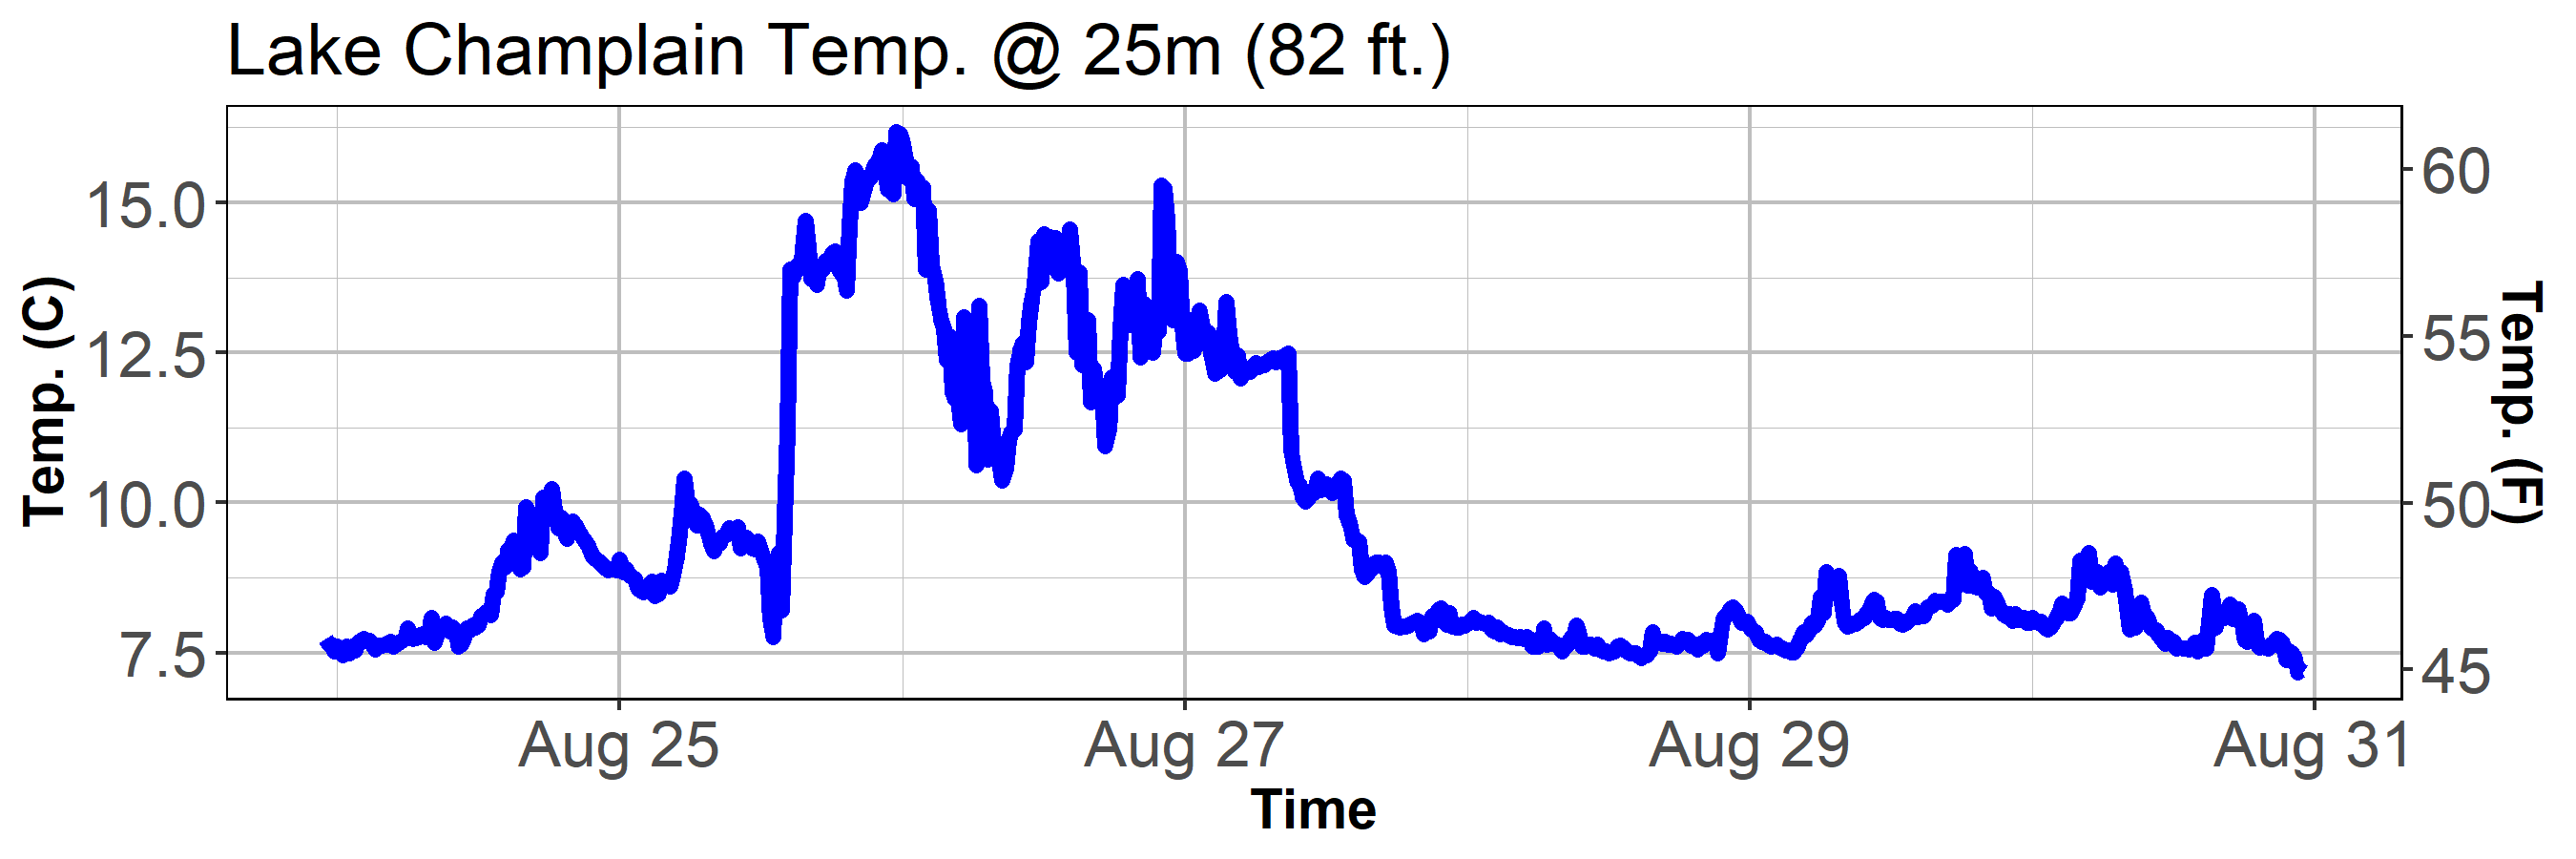 Lake Champlain Temp. @ 25m (82 ft.)
Temp. (C)
15.0
12.5
10.0
7.5
60
55
50
45
Temp. (F)
Aug 25 Aug 27 Aug 29 Aug 31
Time